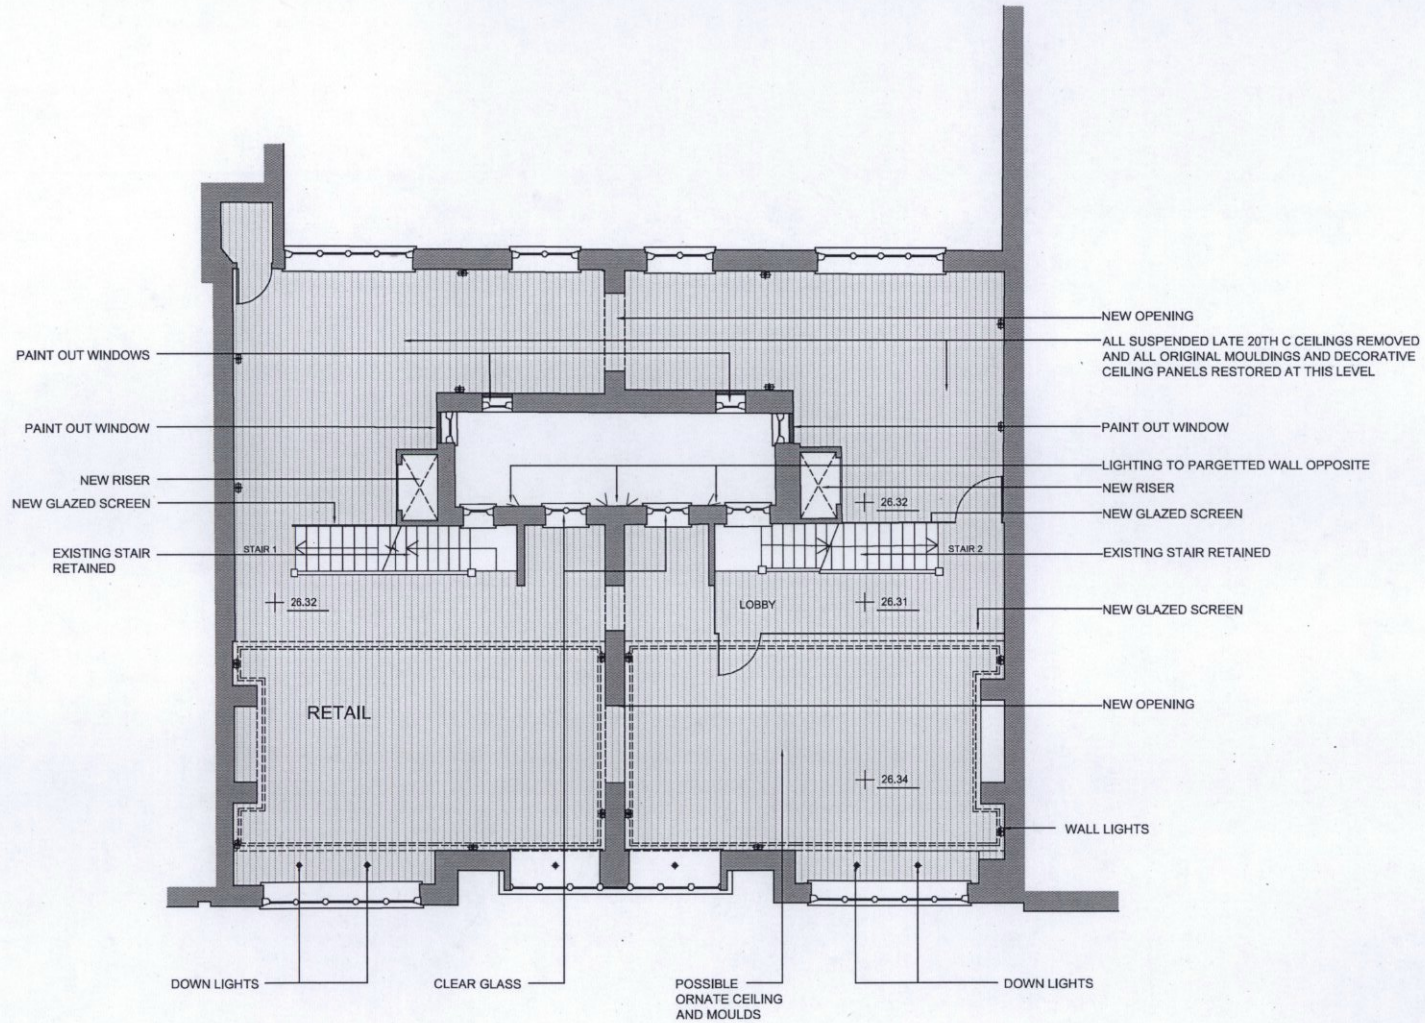 NEW OPENING
ALL SUSPENDED LATE 20TH C CEILINGS REMOVED
AND ALL ORIGINAL MOULDINGS AND DECORATIVE
CEILING PANELS RESTORED AT THIS LEVEL
PAINT OUT WINDOWS
PAINT OUT WINDOW
PAINT OUT WINDOW
LIGHTING TO PARGETTED WALL OPPOSITE
NEW RISER
NEW RISER
NEW GLAZED SCREEN
26.32
NEW GLAZED SCREEN
EXISTING STAIR
RETAINED
STAIR 1
STAIR 2
EXISTING STAIR RETAINED
26.32
LOBBY
26.31
NEW GLAZED SCREEN
RETAIL
NEW OPENING
26.34
WALL LIGHTS
DOWN LIGHTS
CLEAR GLASS
POSSIBLE
ORNATE CEILING
AND MOULDS
DOWN LIGHTS